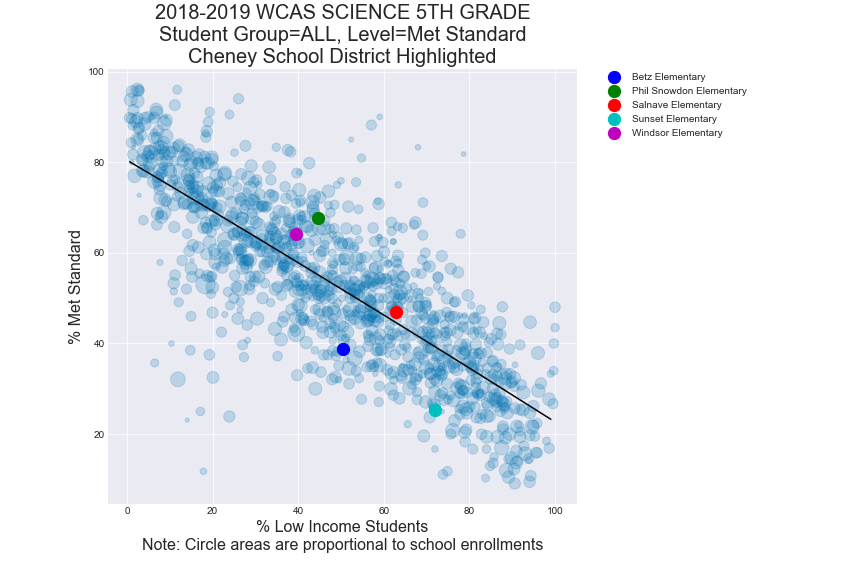 2018-2019 WCAS SCIENCE 5TH GRADE
Student Group=ALL, Level=Met Standard
Cheney School District Highlighted
100
80
60
40
20
% Met Standard
0
20
40
60
80
100
% Low Income Students
Note: Circle areas are proportional to school enrollments
Betz Elementary
Phil Snowdon Elementary
Salnave Elementary
Sunset Elementary
Windsor Elementary